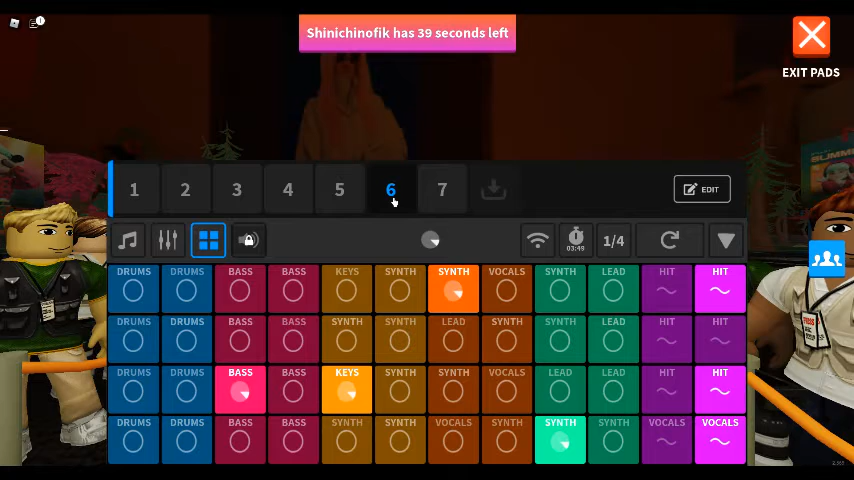 Shinichinofik has 39 seconds left
EXIT PADS
1 2 3 4 5 6 7
EDIT
03:49
1/4
DRUMS DRUMS BASS BASS KEYS SYNTH SYNTH VOCALS SYNTH LEAD HIT HIT
DRUMS DRUMS BASS BASS SYNTH SYNTH LEAD SYNTH SYNTH LEAD HIT HIT
DRUMS DRUMS BASS BASS KEYS SYNTH SYNTH VOCALS LEAD LEAD HIT HIT
DRUMS DRUMS BASS BASS SYNTH SYNTH VOCALS SYNTH SYNTH SYNTH VOCALS VOCALS